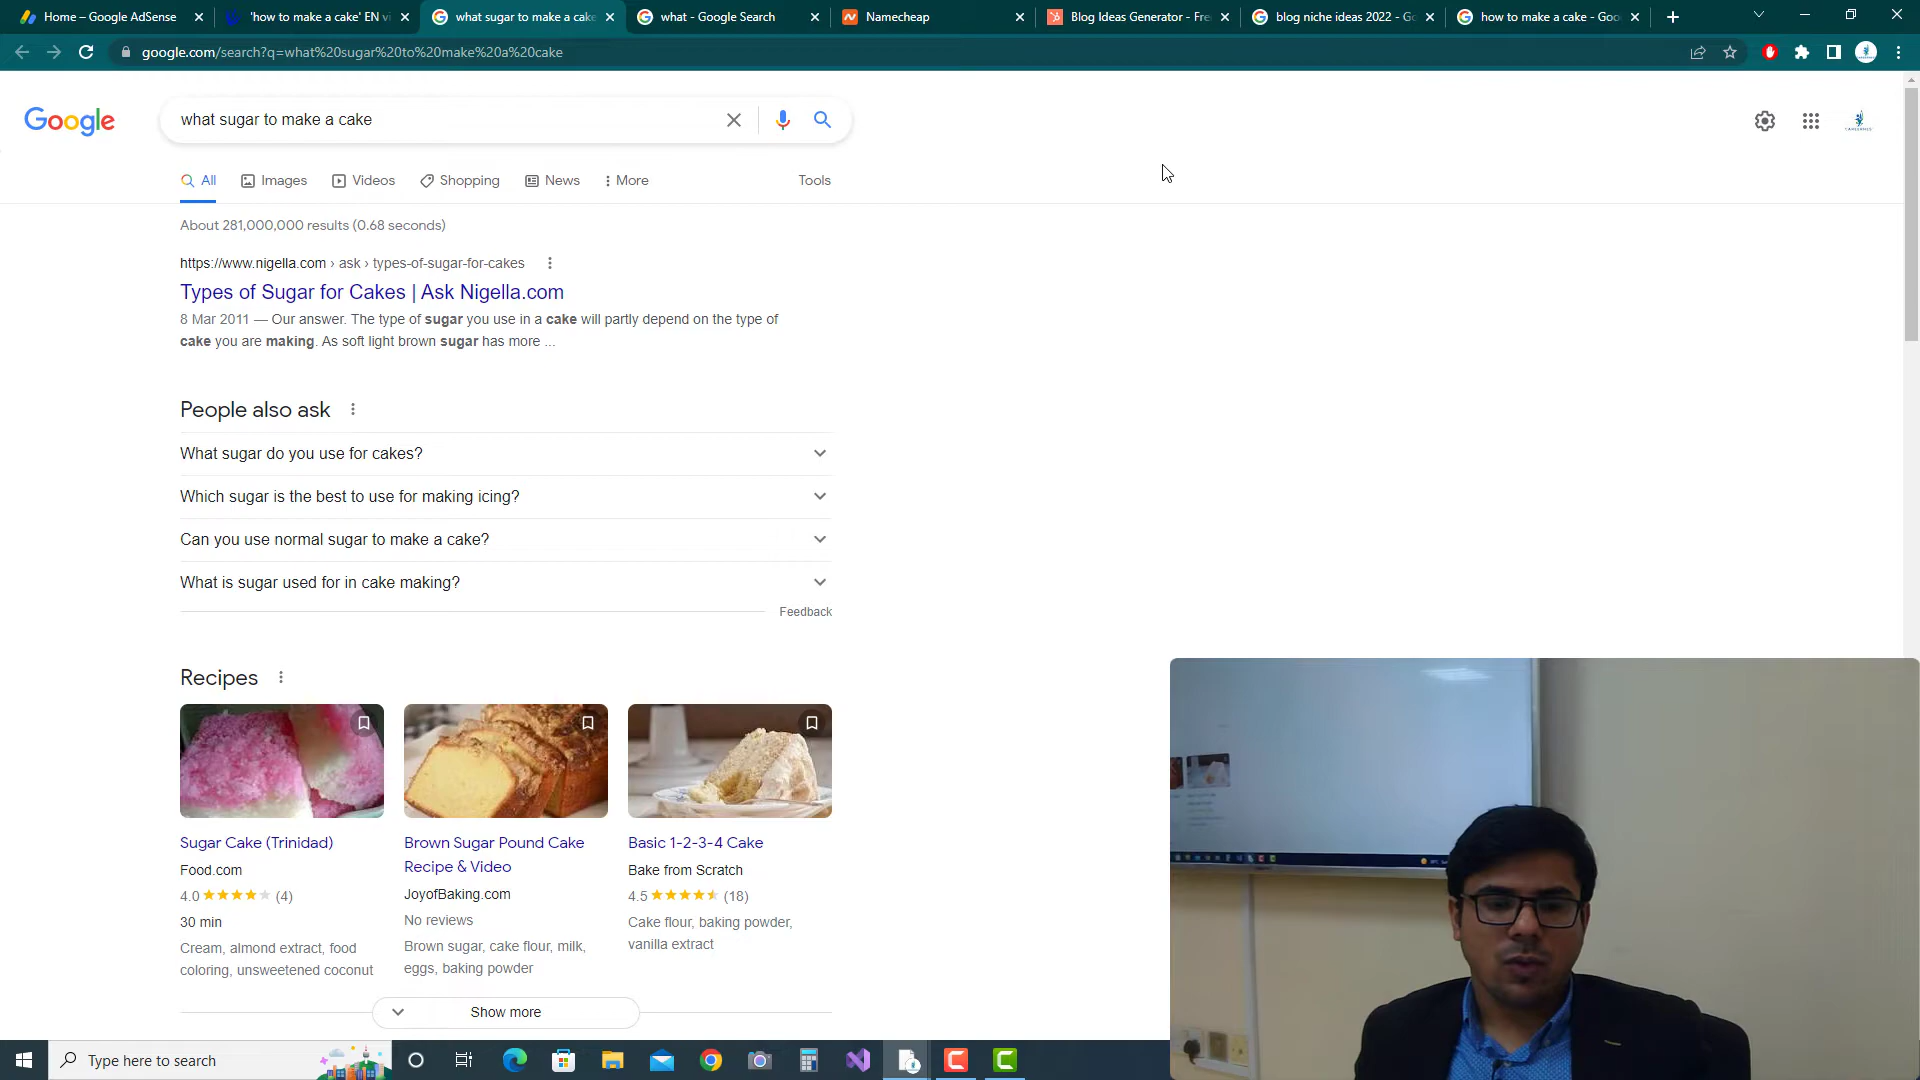 Home – Google AdSense
'how to make a cake' EN vi
what sugar to make a cake
what - Google Search
Namecheap
Blog Ideas Generator - Fre
blog niche ideas 2022 - Go
how to make a cake - Goo
google.com/search?q=what%20sugar%20to%20make%20a%20cake
Google
what sugar to make a cake
All
Images
Videos
Shopping
News
More
Tools
About 281,000,000 results (0.68 seconds)
https://www.nigella.com › ask › types-of-sugar-for-cakes
Types of Sugar for Cakes | Ask Nigella.com
8 Mar 2011 — Our answer. The type of sugar you use in a cake will partly depend on the type of
cake you are making. As soft light brown sugar has more ...
People also ask
What sugar do you use for cakes?
Which sugar is the best to use for making icing?
Can you use normal sugar to make a cake?
What is sugar used for in cake making?
Feedback
Recipes
Sugar Cake (Trinidad)
Food.com
4.0 (4)
30 min
Cream, almond extract, food
coloring, unsweetened coconut
Brown Sugar Pound Cake
Recipe & Video
JoyofBaking.com
No reviews
Brown sugar, cake flour, milk,
eggs, baking powder
Basic 1-2-3-4 Cake
Bake from Scratch
4.5 (18)
Cake flour, baking powder,
vanilla extract
Show more
Type here to search